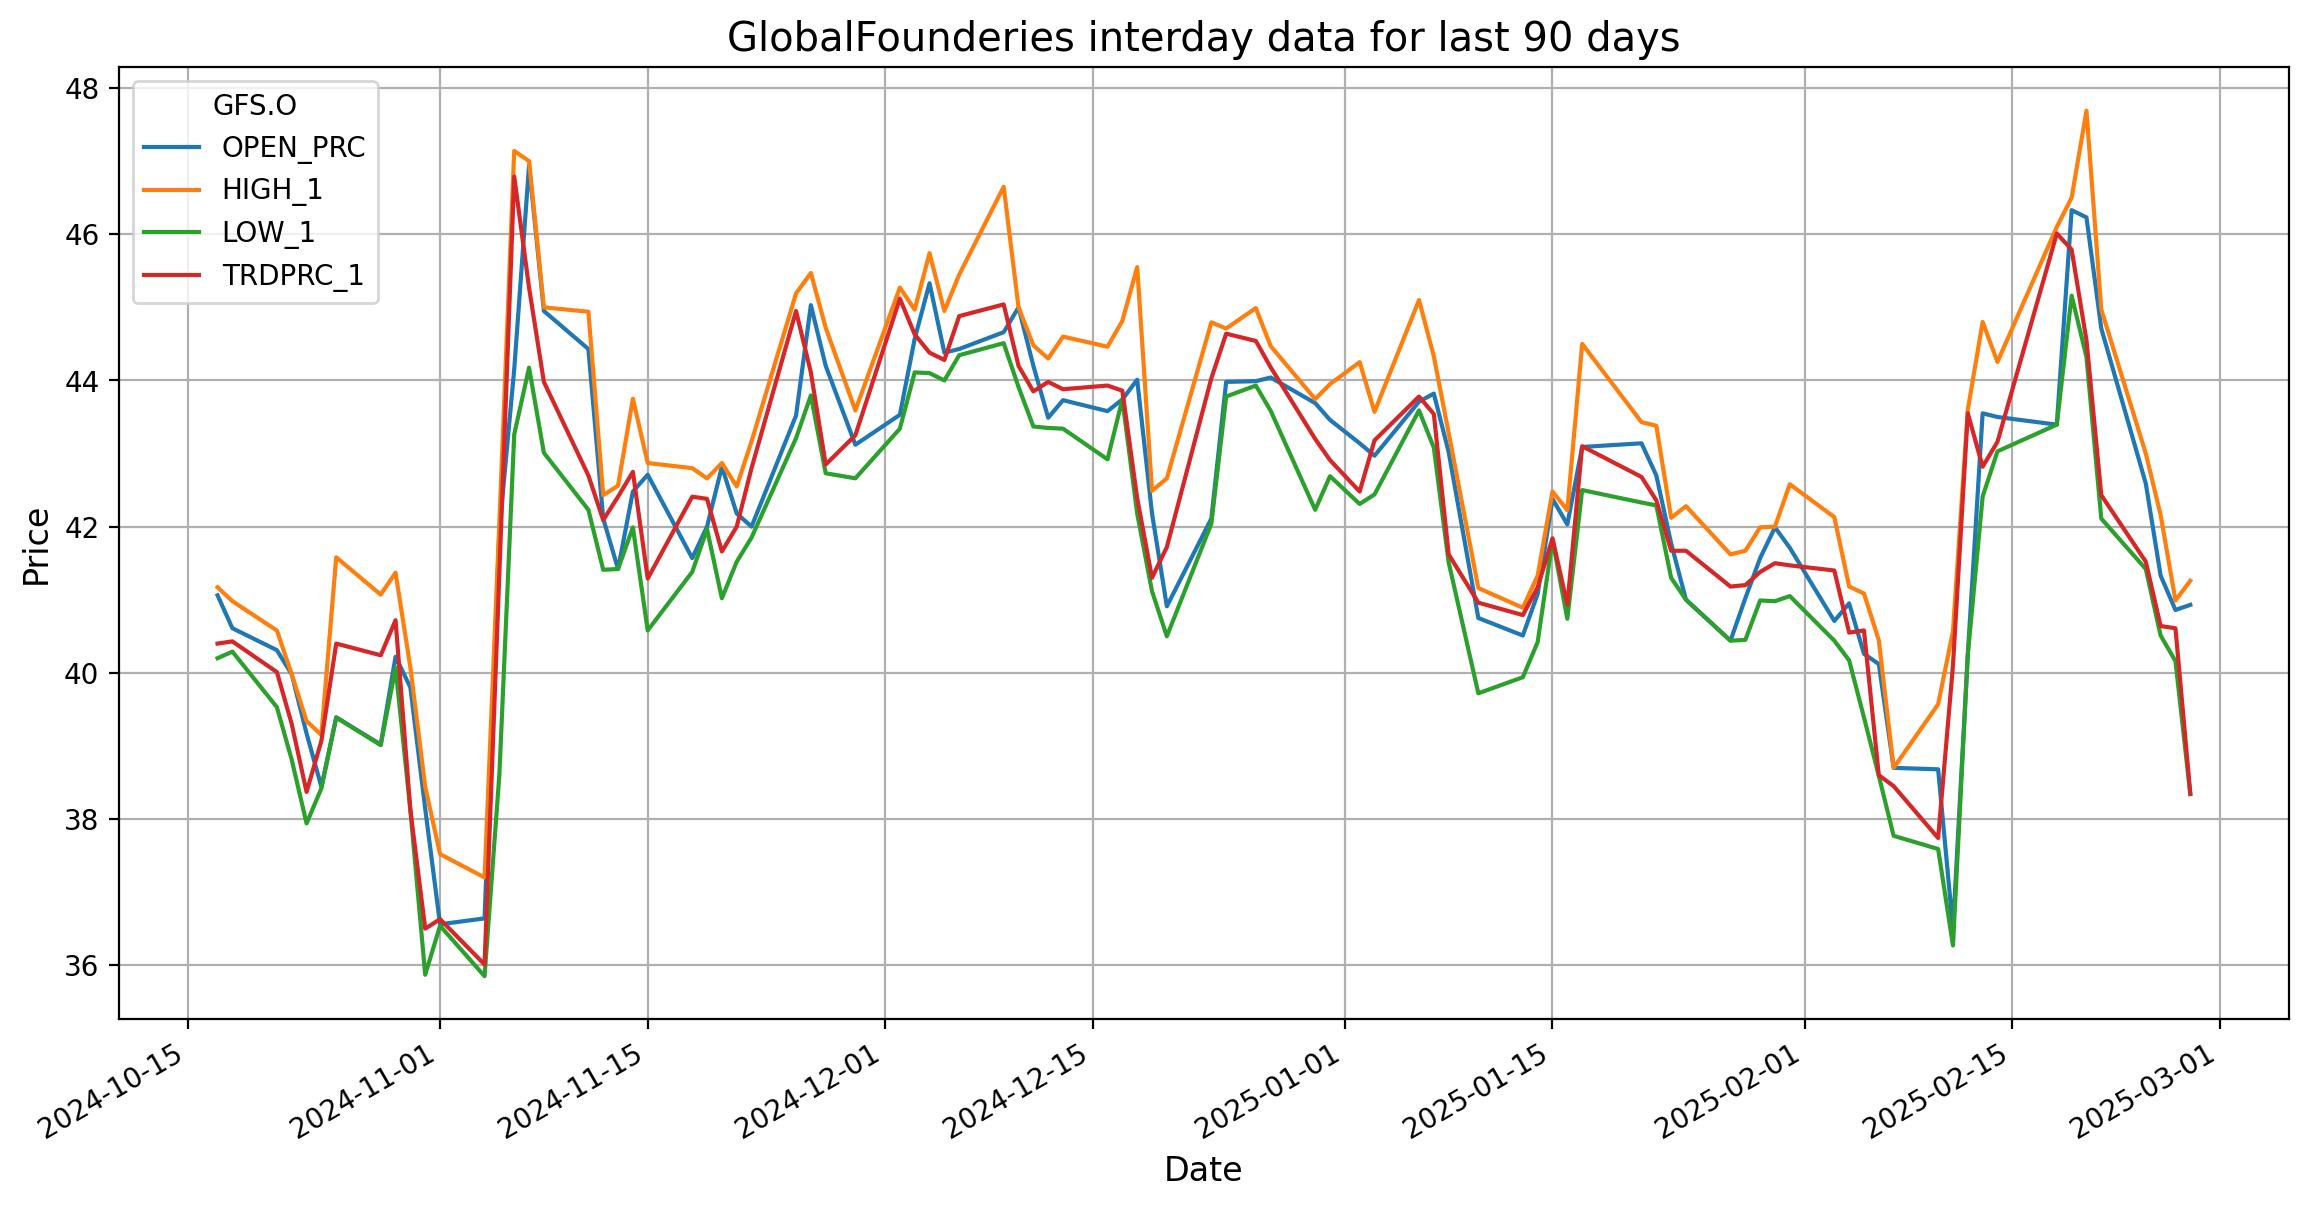 GlobalFounderies interday data for last 90 days
GFS.O
OPEN_PRC
HIGH_1
LOW_1
TRDPRC_1
Price
48
46
44
42
40
38
36
2024-10-15
2024-11-01
2024-11-15
2024-12-01
2024-12-15
2025-01-01
2025-01-15
2025-02-01
2025-02-15
2025-03-01
Date